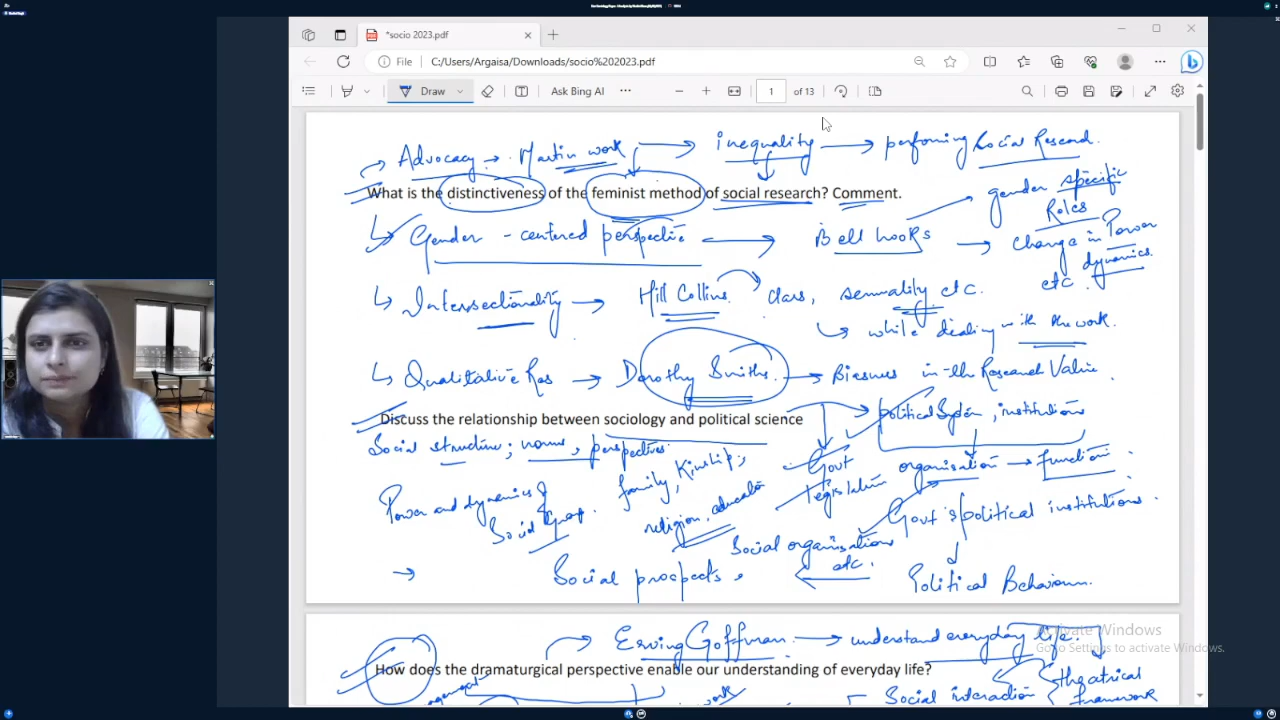 *socio 2023.pdf
File C:/Users/Argaisa/Downloads/socio%202023.pdf
Draw Ask Bing AI 1 of 13
Advocacy → Martin work → inequality → performing Social Research.
What is the distinctiveness of the feminist method of social research? Comment.
gender specific Roles
Gender - centered perspective Bell hooks → change in Power dynamics etc.
Intersectionality → Hill Collins. class, sexuality etc.
while dealing with the work.
Qualitative Res → Dorothy Smiths. → in the Research Value.
Discuss the relationship between sociology and political science
political System, institutions
Social structure; norms, perspectives.
Govt legislation organisation → function
Power and dynamics of Social Group.
family, Kinship, religion, education
Govt & political institutions.
Social organisations etc.
→ Social prospects. Political Behaviour.
Erving Goffman → understand everyday life.
How does the dramaturgical perspective enable our understanding of everyday life?
theatrical framework
Social interaction
Activate Windows
Go to Settings to activate Windows.